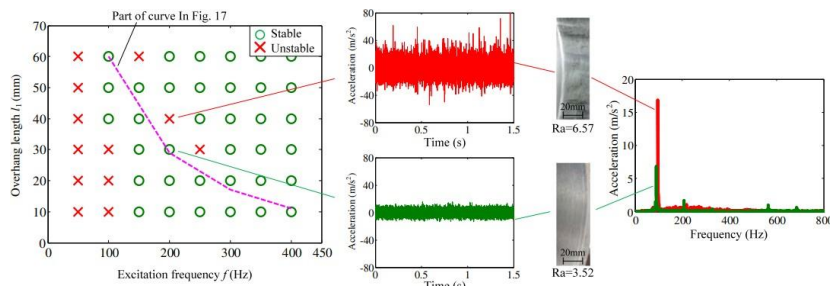 Part of curve In Fig. 17
Stable
Unstable
Overhang length l₁ (mm)
70
60
50
40
30
20
10
0
0 50 100 150 200 250 300 350 400 450
Excitation frequency f (Hz)
Acceleration (m/s²)
80
40
0
-40
-80
0 0.5 1 1.5
Time (s)
20mm
Ra=6.57
Acceleration (m/s²)
80
40
0
-40
-80
0 0.5 1 1.5
Time (s)
20mm
Ra=3.52
Acceleration (m/s²)
20
15
10
5
0
0 200 400 600 800
Frequency (Hz)